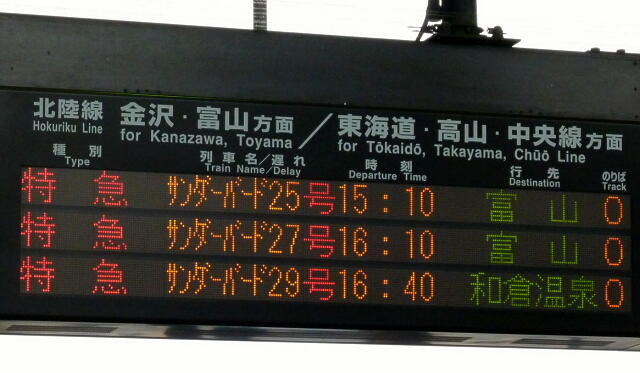 北陸線 金沢・富山方面 / 東海道・高山・中央線方面
Hokuriku Line for Kanazawa, Toyama for Tōkaidō, Takayama, Chūō Line
種別 列車名/遅れ 時刻 行先 のりば
Type Train Name/Delay Departure Time Destination Track
特急 サンダーバード25号 15:10 富山 0
特急 サンダーバード27号 16:10 富山 0
特急 サンダーバード29号 16:40 和倉温泉 0